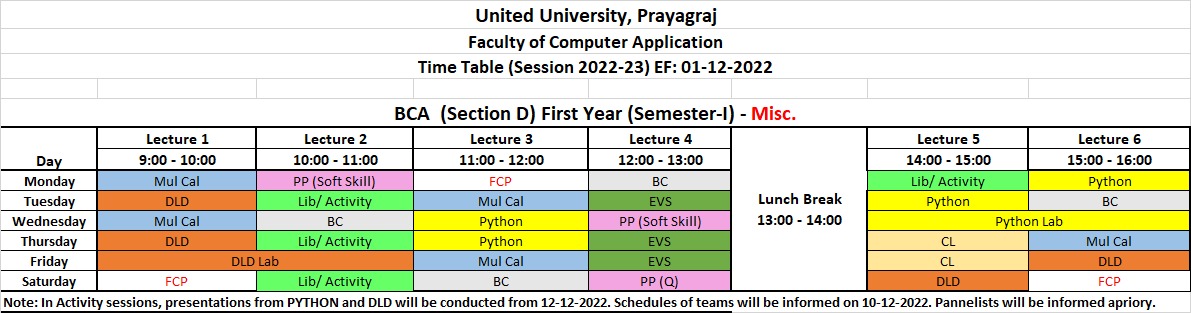 United University, Prayagraj
Faculty of Computer Application
Time Table (Session 2022-23) EF: 01-12-2022
BCA (Section D) First Year (Semester-I) - Misc.
Day Lecture 1 Lecture 2 Lecture 3 Lecture 4 Lunch Break 13:00 - 14:00 Lecture 5 Lecture 6
9:00 - 10:00 10:00 - 11:00 11:00 - 12:00 12:00 - 13:00 14:00 - 15:00 15:00 - 16:00
Monday Mul Cal PP (Soft Skill) FCP BC Lib/ Activity Python
Tuesday DLD Lib/ Activity Mul Cal EVS Python BC
Wednesday Mul Cal BC Python PP (Soft Skill) Python Lab
Thursday DLD Lib/ Activity Python EVS CL Mul Cal
Friday DLD Lab Mul Cal EVS CL DLD
Saturday FCP Lib/ Activity BC PP (Q) DLD FCP
Note: In Activity sessions, presentations from PYTHON and DLD will be conducted from 12-12-2022. Schedules of teams will be informed on 10-12-2022. Pannelists will be informed apriory.